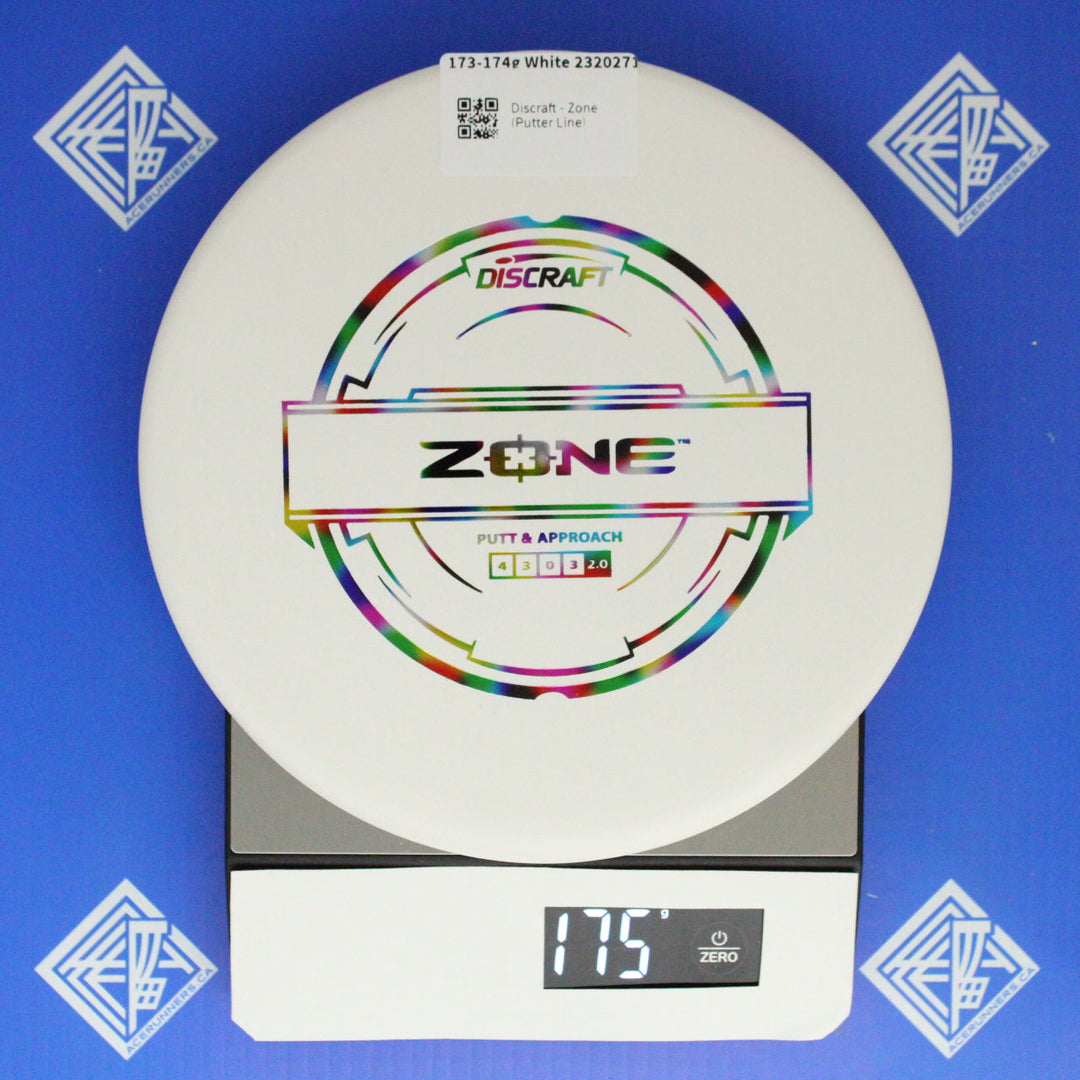 173-174g White 2320271
Discraft - Zone
(Putter Line)
DISCRAFT
ZONE™
PUTT & APPROACH
4 3 0 3 2.0
175 g
ZERO
ACERUNNERS.CA
ACERUNNERS.CA
ACERUNNERS.CA
ACERUNNERS.CA